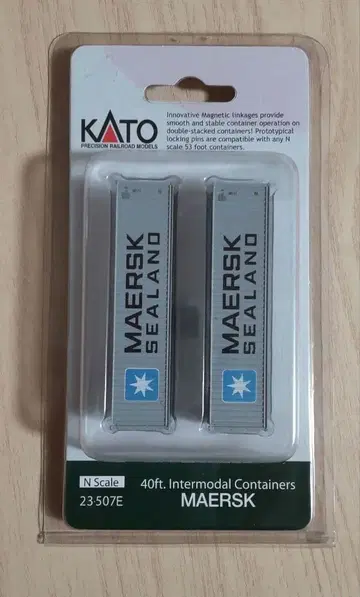 KATO
PRECISION RAILROAD MODELS
Innovative Magnetic linkages provide
smooth and stable container operation on
double-stacked containers! Prototypical
locking pins are compatible with any N
scale 53 foot containers.
MAERSK
SEALAND
MAERSK
SEALAND
N Scale
23-507E
40ft. Intermodal Containers
MAERSK